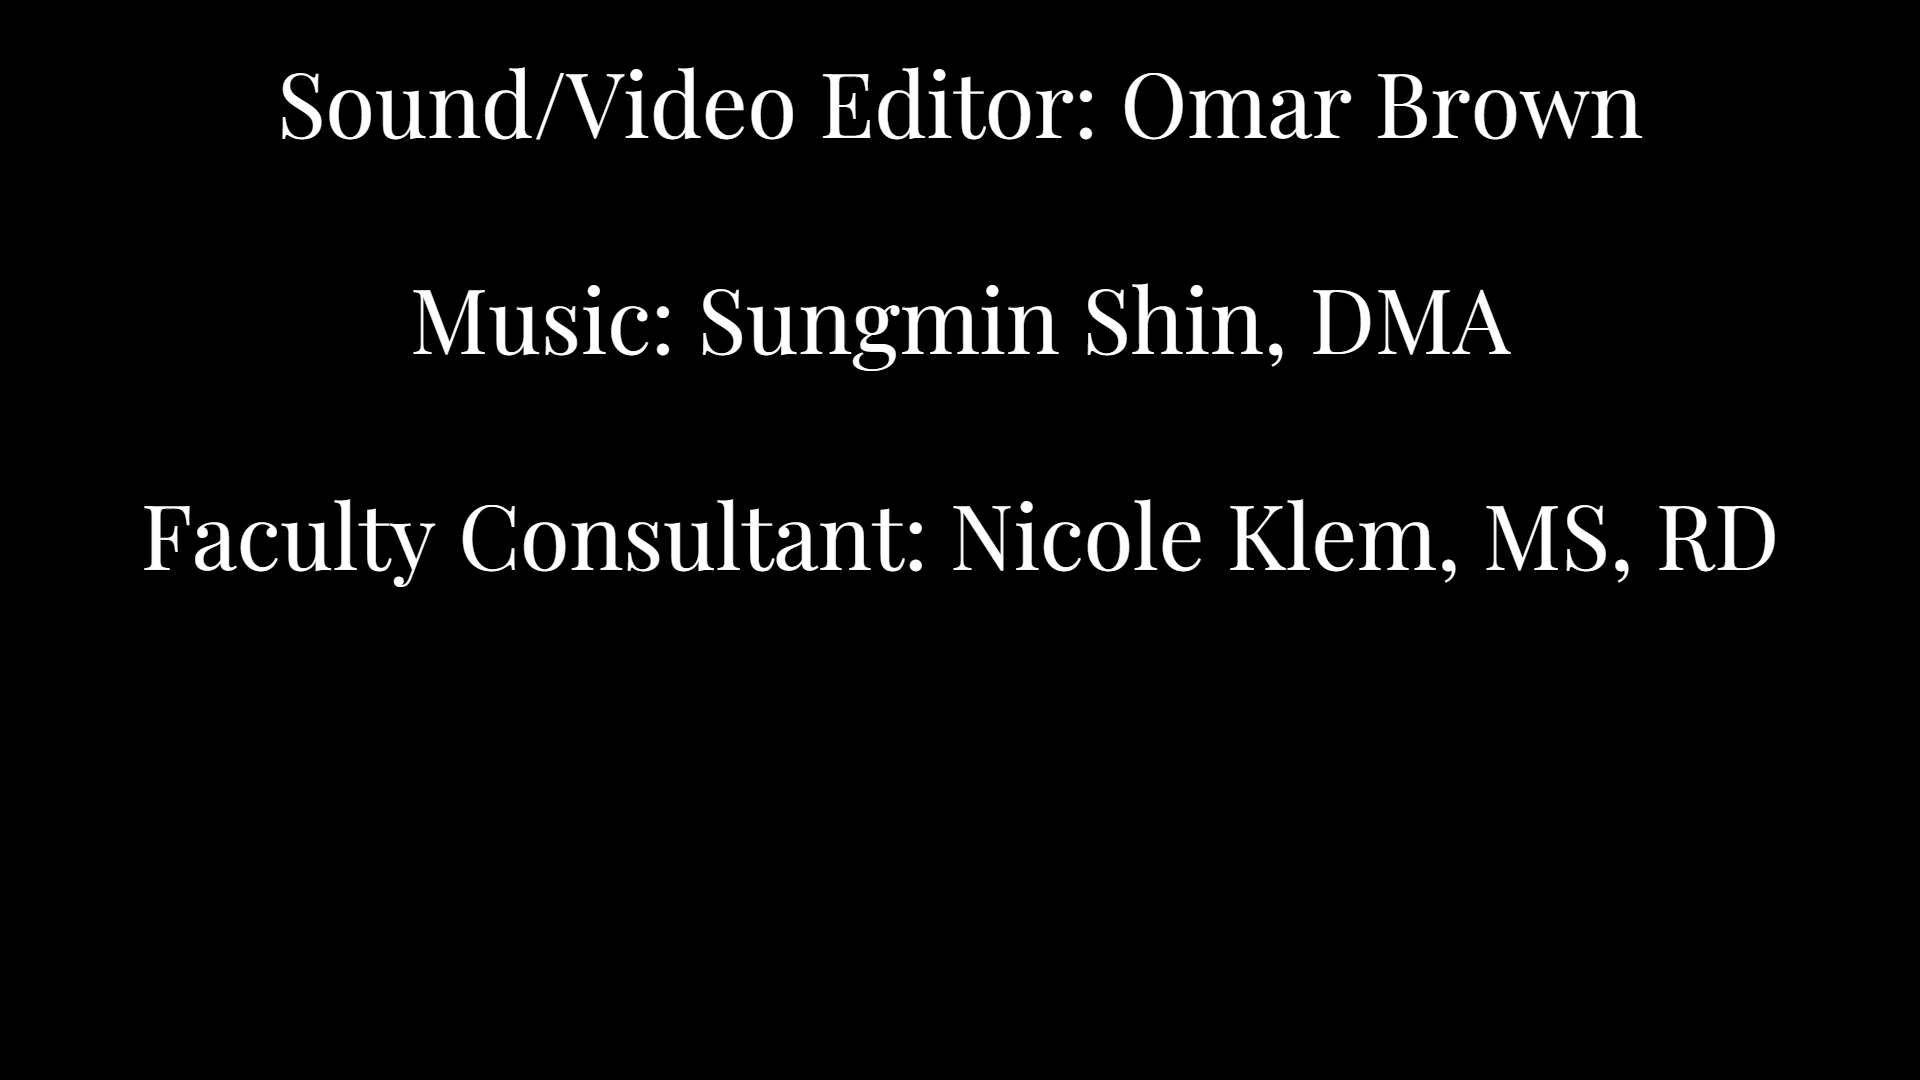 Sound/Video Editor: Omar Brown
Music: Sungmin Shin, DMA
Faculty Consultant: Nicole Klem, MS, RD